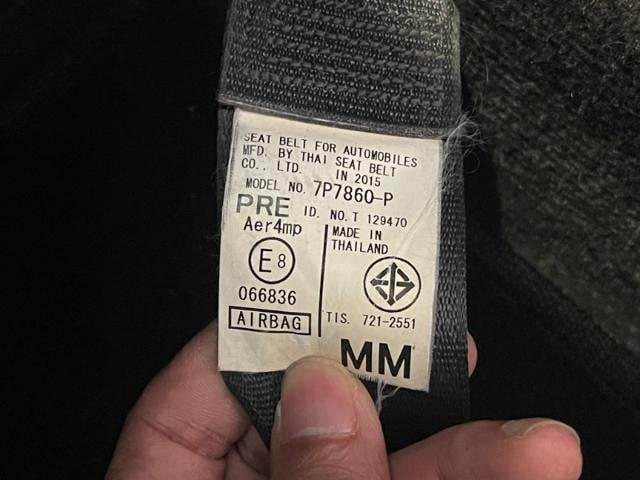 SEAT BELT FOR AUTOMOBILES
MFD. BY THAI SEAT BELT
CO., LTD. IN 2015
MODEL NO. 7P7860-P
PRE ID. NO. T 129470
Aer4mp
MADE IN
THAILAND
E8
066836
AIRBAG
TIS. 721-2551
MM